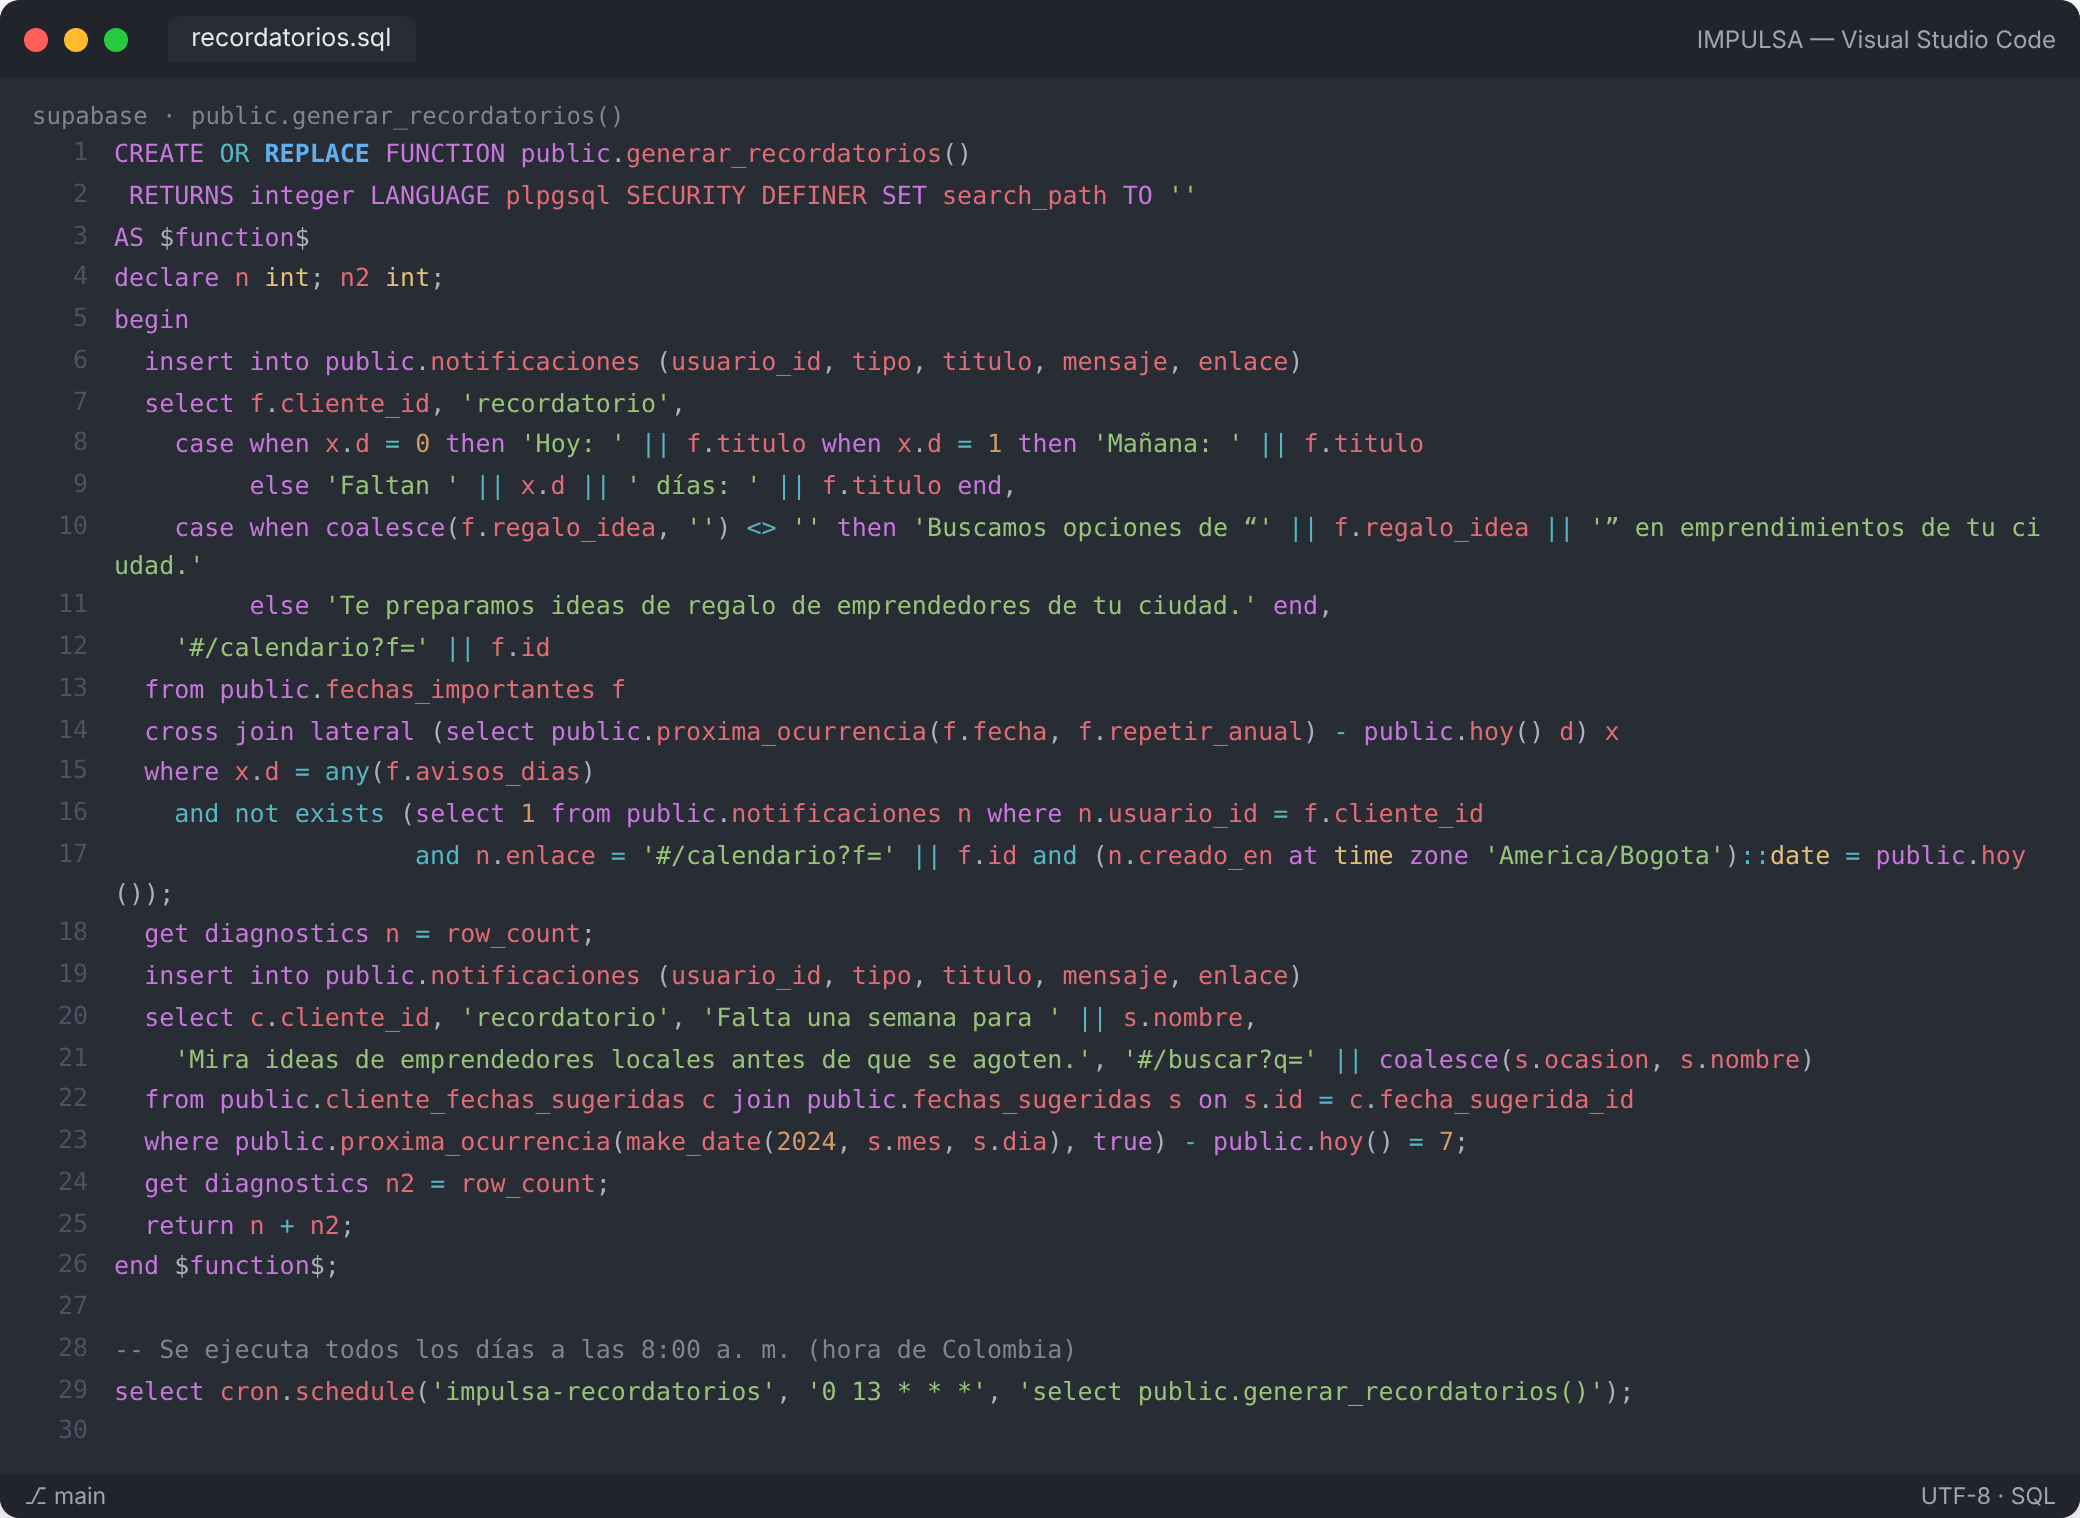 recordatorios.sql
IMPULSA — Visual Studio Code
supabase · public.generar_recordatorios()
1 CREATE OR REPLACE FUNCTION public.generar_recordatorios()
2  RETURNS integer LANGUAGE plpgsql SECURITY DEFINER SET search_path TO ''
3 AS $function$
4 declare n int; n2 int;
5 begin
6   insert into public.notificaciones (usuario_id, tipo, titulo, mensaje, enlace)
7   select f.cliente_id, 'recordatorio',
8     case when x.d = 0 then 'Hoy: ' || f.titulo when x.d = 1 then 'Mañana: ' || f.titulo
9          else 'Faltan ' || x.d || ' días: ' || f.titulo end,
10     case when coalesce(f.regalo_idea, '') <> '' then 'Buscamos opciones de “' || f.regalo_idea || '” en emprendimientos de tu ci
udad.'
11          else 'Te preparamos ideas de regalo de emprendedores de tu ciudad.' end,
12     '#/calendario?f=' || f.id
13   from public.fechas_importantes f
14   cross join lateral (select public.proxima_ocurrencia(f.fecha, f.repetir_anual) - public.hoy() d) x
15   where x.d = any(f.avisos_dias)
16     and not exists (select 1 from public.notificaciones n where n.usuario_id = f.cliente_id
17                     and n.enlace = '#/calendario?f=' || f.id and (n.creado_en at time zone 'America/Bogota')::date = public.hoy
());
18   get diagnostics n = row_count;
19   insert into public.notificaciones (usuario_id, tipo, titulo, mensaje, enlace)
20   select c.cliente_id, 'recordatorio', 'Falta una semana para ' || s.nombre,
21     'Mira ideas de emprendedores locales antes de que se agoten.', '#/buscar?q=' || coalesce(s.ocasion, s.nombre)
22   from public.cliente_fechas_sugeridas c join public.fechas_sugeridas s on s.id = c.fecha_sugerida_id
23   where public.proxima_ocurrencia(make_date(2024, s.mes, s.dia), true) - public.hoy() = 7;
24   get diagnostics n2 = row_count;
25   return n + n2;
26 end $function$;
27
28 -- Se ejecuta todos los días a las 8:00 a. m. (hora de Colombia)
29 select cron.schedule('impulsa-recordatorios', '0 13 * * *', 'select public.generar_recordatorios()');
30
⎇ main
UTF-8 · SQL